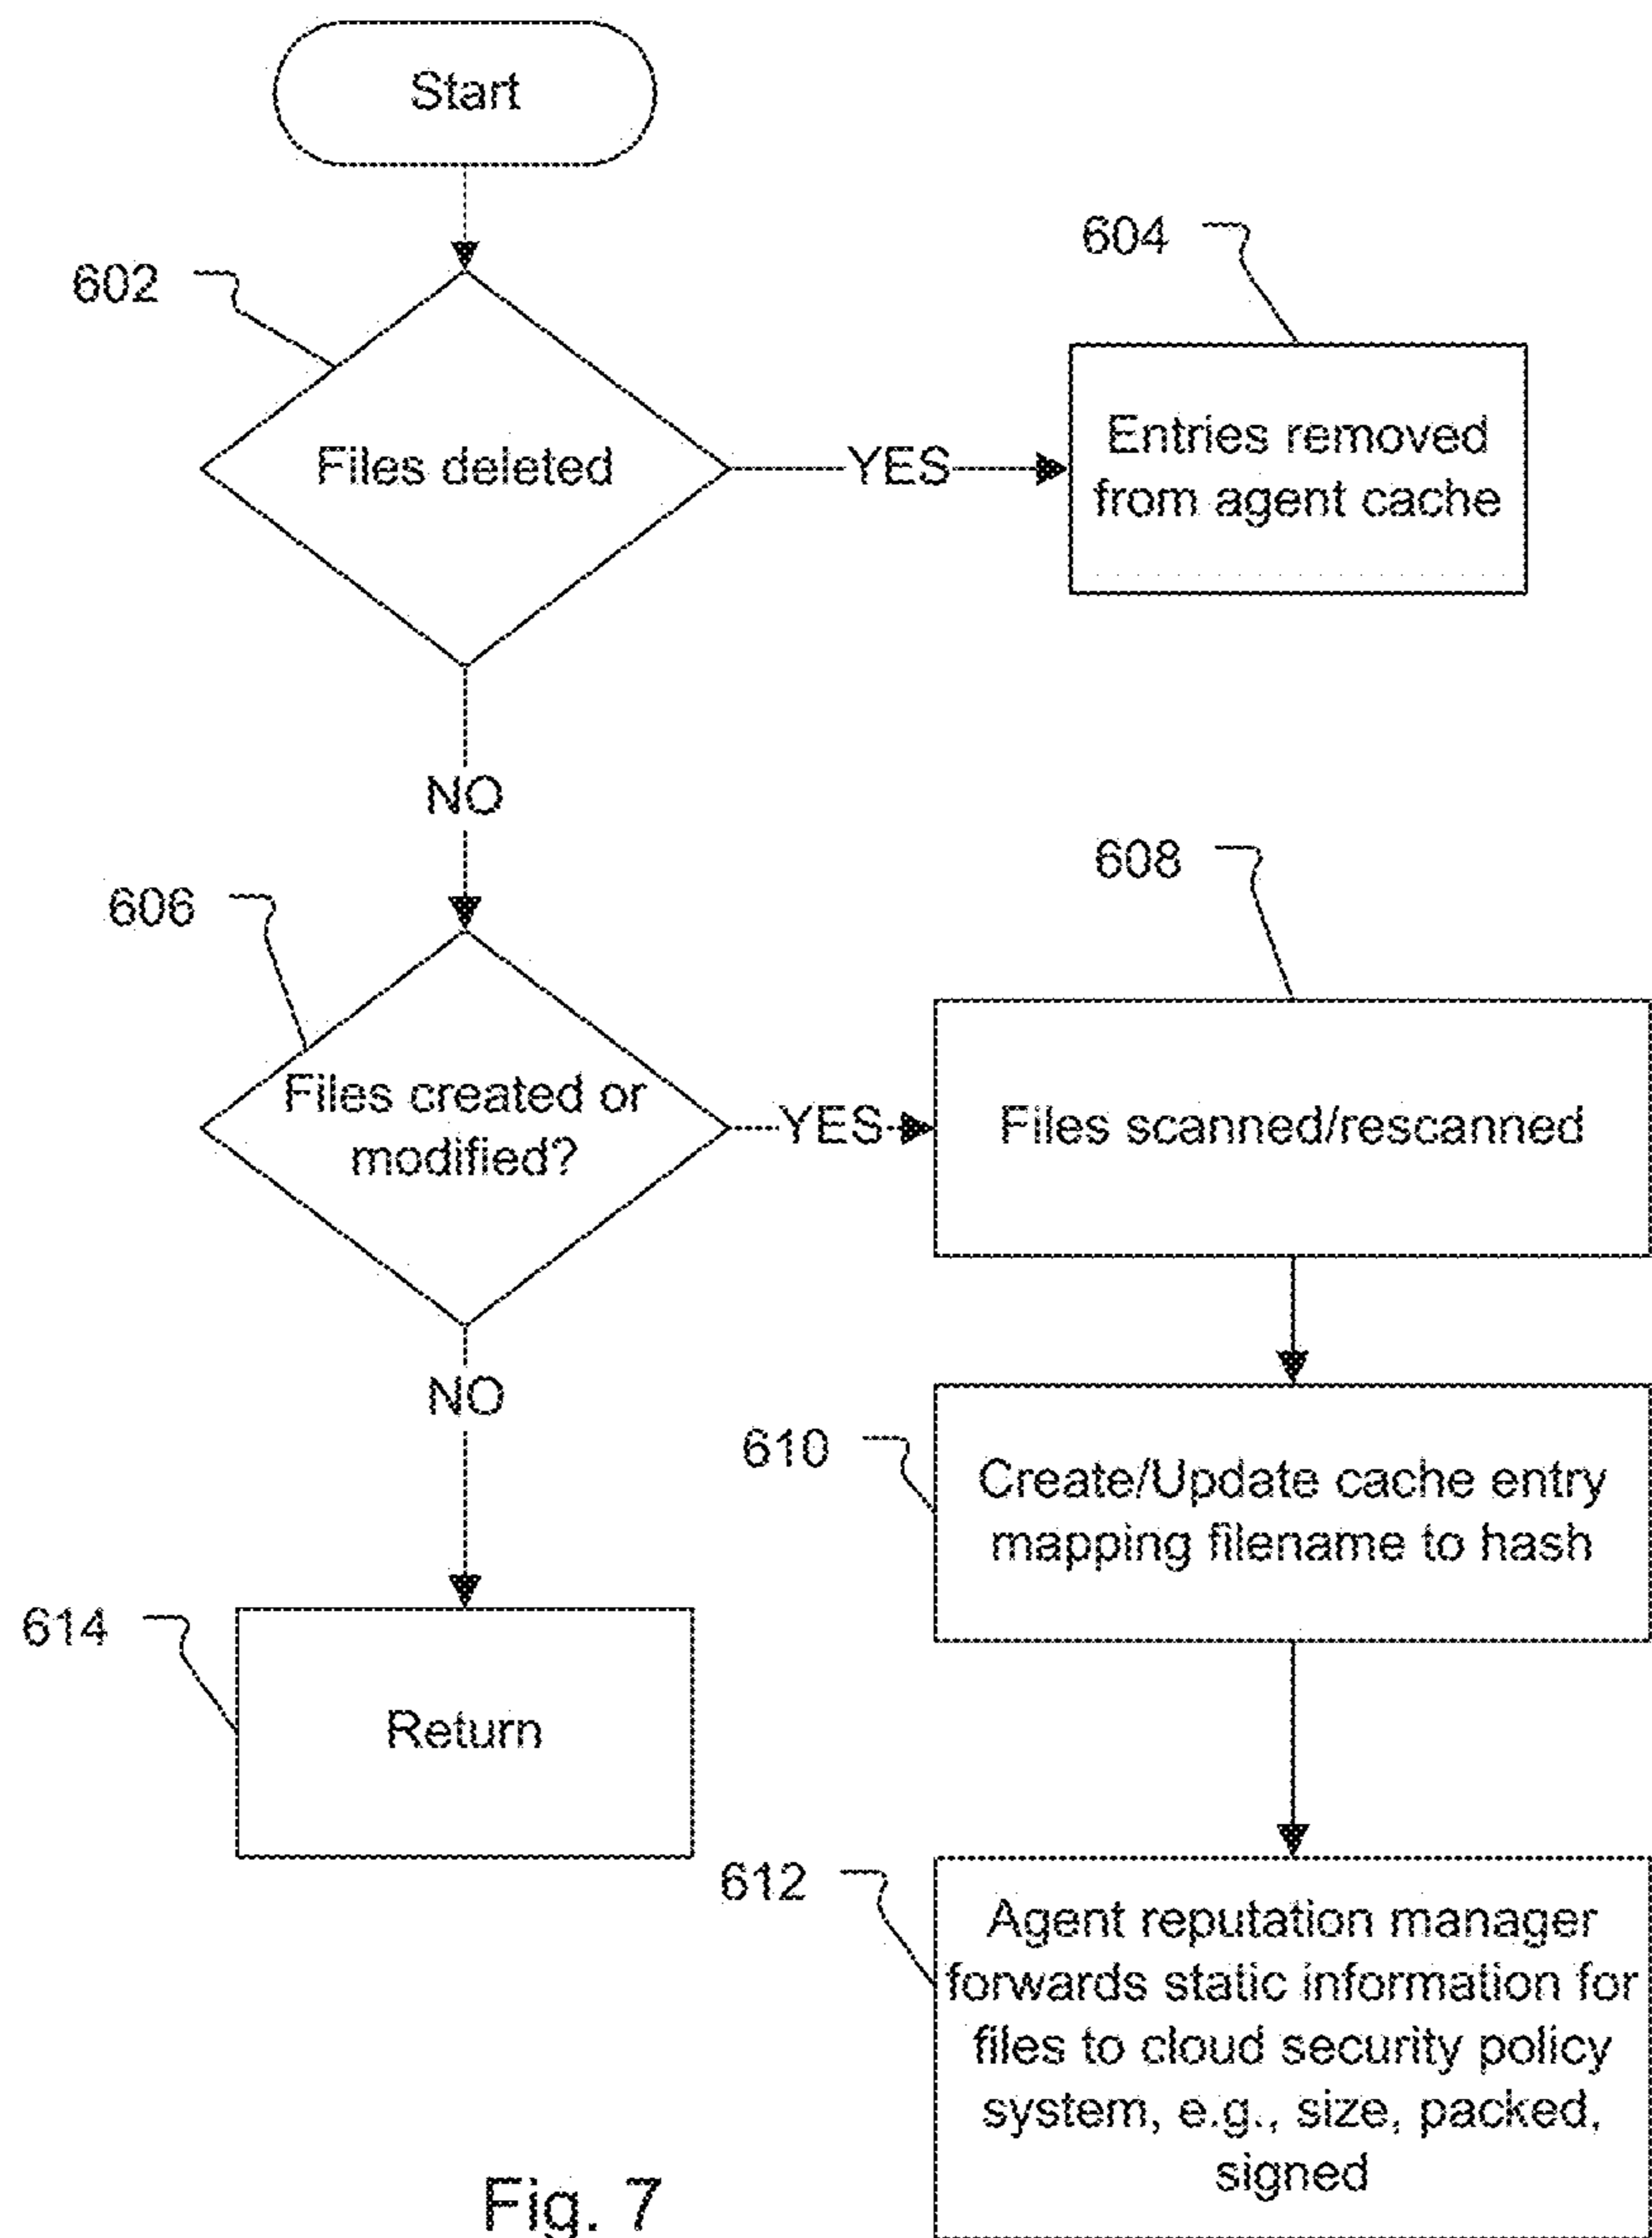 Start
602
604
Files deleted
YES
Entries removed
from agent cache
NO
606
608
Files created or
modified?
YES
Files scanned/rescanned
NO
610
Create/Update cache entry
mapping filename to hash
614
Return
612
Agent reputation manager
forwards static information for
files to cloud security policy
system, e.g., size, packed,
signed
Fig. 7